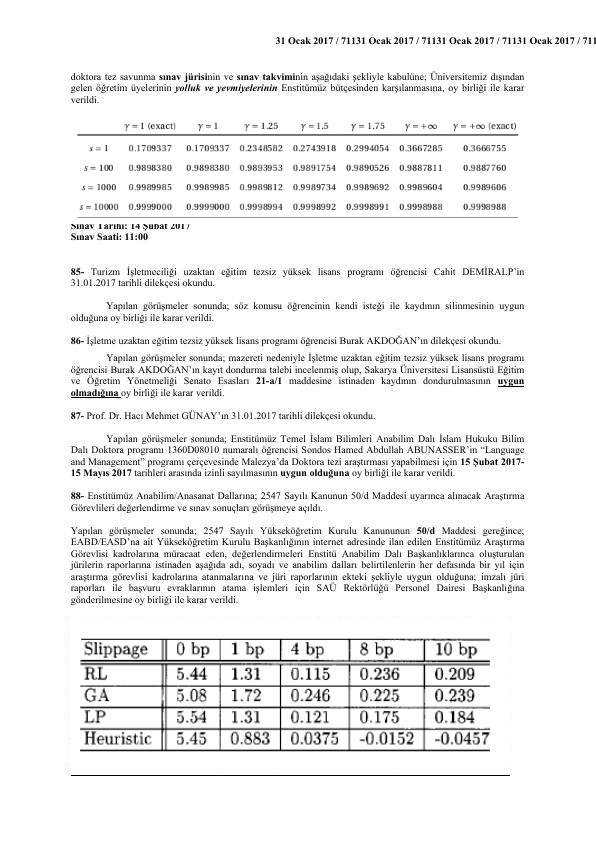 31 Ocak 2017 / 71131 Ocak 2017 / 71131 Ocak 2017 / 71131 Ocak 2017 / 711
doktora tez savunma sınav jürisinin ve sınav takviminin aşağıdaki şekliyle kabulüne; Üniversitemiz dışından
gelen öğretim üyelerinin yolluk ve yevmiyelerinin Enstitümüz bütçesinden karşılanmasına, oy birliği ile karar
verildi.
γ = 1 (exact) γ = 1 γ = 1.25 γ = 1.5 γ = 1.75 γ = +∞ γ = +∞ (exact)
s = 1 0.1709337 0.1709337 0.2348582 0.2743918 0.2994054 0.3667285 0.3666755
s = 100 0.9898380 0.9898380 0.9893953 0.9891754 0.9890526 0.9887811 0.9887760
s = 1000 0.9989985 0.9989985 0.9989812 0.9989734 0.9989692 0.9989604 0.9989606
s = 10000 0.9999000 0.9999000 0.9998994 0.9998992 0.9998991 0.9998988 0.9998988
Sınav Tarihi: 14 Şubat 2017
Sınav Saati: 11:00
85- Turizm İşletmeciliği uzaktan eğitim tezsiz yüksek lisans programı öğrencisi Cahit DEMİRALP’in
31.01.2017 tarihli dilekçesi okundu.
Yapılan görüşmeler sonunda; söz konusu öğrencinin kendi isteği ile kaydının silinmesinin uygun
olduğuna oy birliği ile karar verildi.
86- İşletme uzaktan eğitim tezsiz yüksek lisans programı öğrencisi Burak AKDOĞAN’ın dilekçesi okundu.
Yapılan görüşmeler sonunda; mazereti nedeniyle İşletme uzaktan eğitim tezsiz yüksek lisans programı
öğrencisi Burak AKDOĞAN’ın kayıt dondurma talebi incelenmiş olup, Sakarya Üniversitesi Lisansüstü Eğitim
ve Öğretim Yönetmeliği Senato Esasları 21-a/1 maddesine istinaden kaydının dondurulmasının uygun
olmadığına oy birliği ile karar verildi.
87- Prof. Dr. Hacı Mehmet GÜNAY’ın 31.01.2017 tarihli dilekçesi okundu.
Yapılan görüşmeler sonunda; Enstitümüz Temel İslam Bilimleri Anabilim Dalı İslam Hukuku Bilim
Dalı Doktora programı 1360D08010 numaralı öğrencisi Sondos Hamed Abdullah ABUNASSER’in “Language
and Management” programı çerçevesinde Malezya’da Doktora tezi araştırması yapabilmesi için 15 Şubat 2017-
15 Mayıs 2017 tarihleri arasında izinli sayılmasının uygun olduğuna oy birliği ile karar verildi.
88- Enstitümüz Anabilim/Anasanat Dallarına; 2547 Sayılı Kanunun 50/d Maddesi uyarınca alınacak Araştırma
Görevlileri değerlendirme ve sınav sonuçları görüşmeye açıldı.
Yapılan görüşmeler sonunda; 2547 Sayılı Yükseköğretim Kurulu Kanununun 50/d Maddesi gereğince;
EABD/EASD’na ait Yükseköğretim Kurulu Başkanlığının internet adresinde ilan edilen Enstitümüz Araştırma
Görevlisi kadrolarına müracaat eden, değerlendirmeleri Enstitü Anabilim Dalı Başkanlıklarınca oluşturulan
jürilerin raporlarına istinaden aşağıda adı, soyadı ve anabilim dalları belirtilenlerin her defasında bir yıl için
araştırma görevlisi kadrolarına atanmalarına ve jüri raporlarının ekteki şekliyle uygun olduğuna; imzalı jüri
raporları ile başvuru evraklarının atama işlemleri için SAÜ Rektörlüğü Personel Dairesi Başkanlığına
gönderilmesine oy birliği ile karar verildi.
Slippage 0 bp 1 bp 4 bp 8 bp 10 bp
RL 5.44 1.31 0.115 0.236 0.209
GA 5.08 1.72 0.246 0.225 0.239
LP 5.54 1.31 0.121 0.175 0.184
Heuristic 5.45 0.883 0.0375 -0.0152 -0.0457